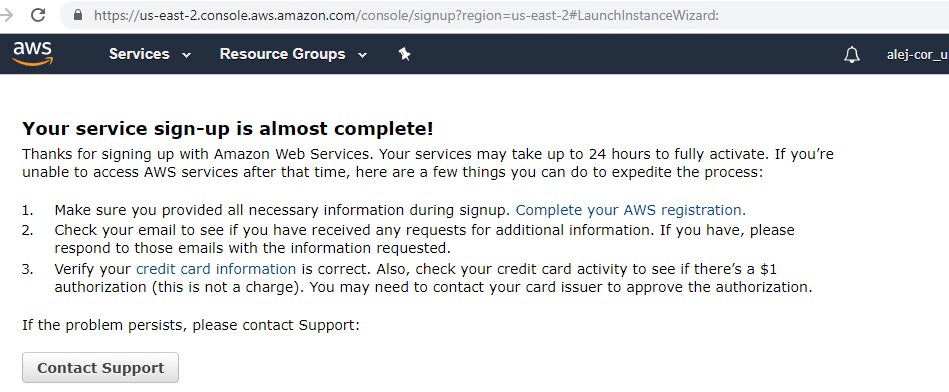 https://us-east-2.console.aws.amazon.com/console/signup?region=us-east-2#LaunchInstanceWizard:
aws Services Resource Groups alej-cor_u
Your service sign-up is almost complete!
Thanks for signing up with Amazon Web Services. Your services may take up to 24 hours to fully activate. If you’re
unable to access AWS services after that time, here are a few things you can do to expedite the process:
1. Make sure you provided all necessary information during signup. Complete your AWS registration.
2. Check your email to see if you have received any requests for additional information. If you have, please
respond to those emails with the information requested.
3. Verify your credit card information is correct. Also, check your credit card activity to see if there’s a $1
authorization (this is not a charge). You may need to contact your card issuer to approve the authorization.
If the problem persists, please contact Support:
Contact Support